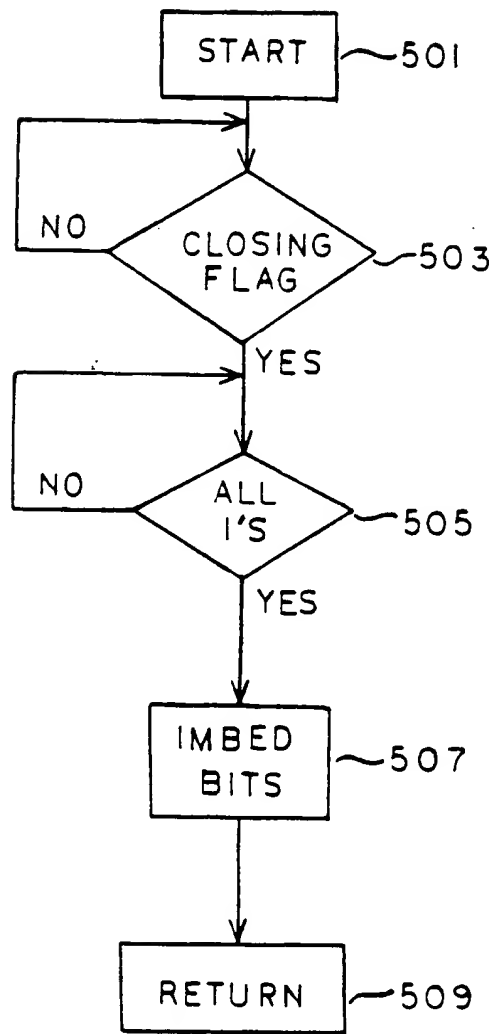 START
501
NO
CLOSING
FLAG
503
YES
NO
ALL
1'S
505
YES
IMBED
BITS
507
RETURN
509